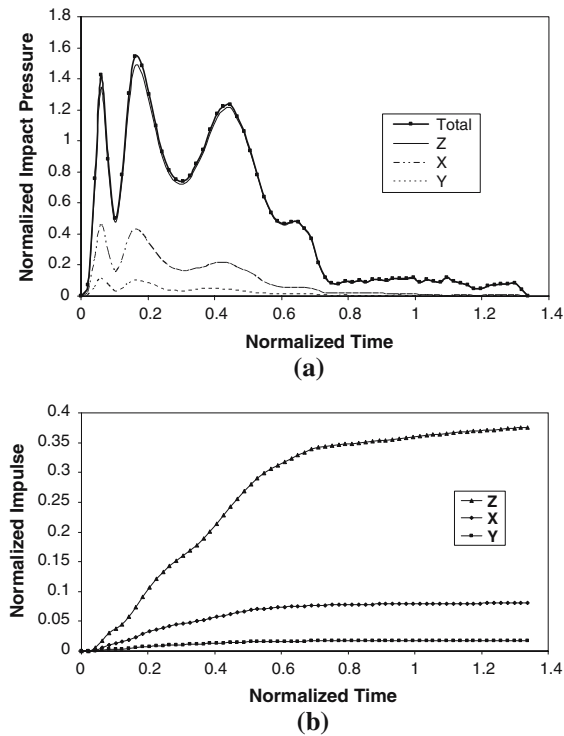 1.8
1.6
1.4
1.2
1
0.8
0.6
0.4
0.2
0
Normalized Impact Pressure
Total
Z
X
Y
0 0.2 0.4 0.6 0.8 1 1.2 1.4
Normalized Time
(a)
0.4
0.35
0.3
0.25
0.2
0.15
0.1
0.05
0
Normalized Impulse
Z
X
Y
0 0.2 0.4 0.6 0.8 1 1.2 1.4
Normalized Time
(b)